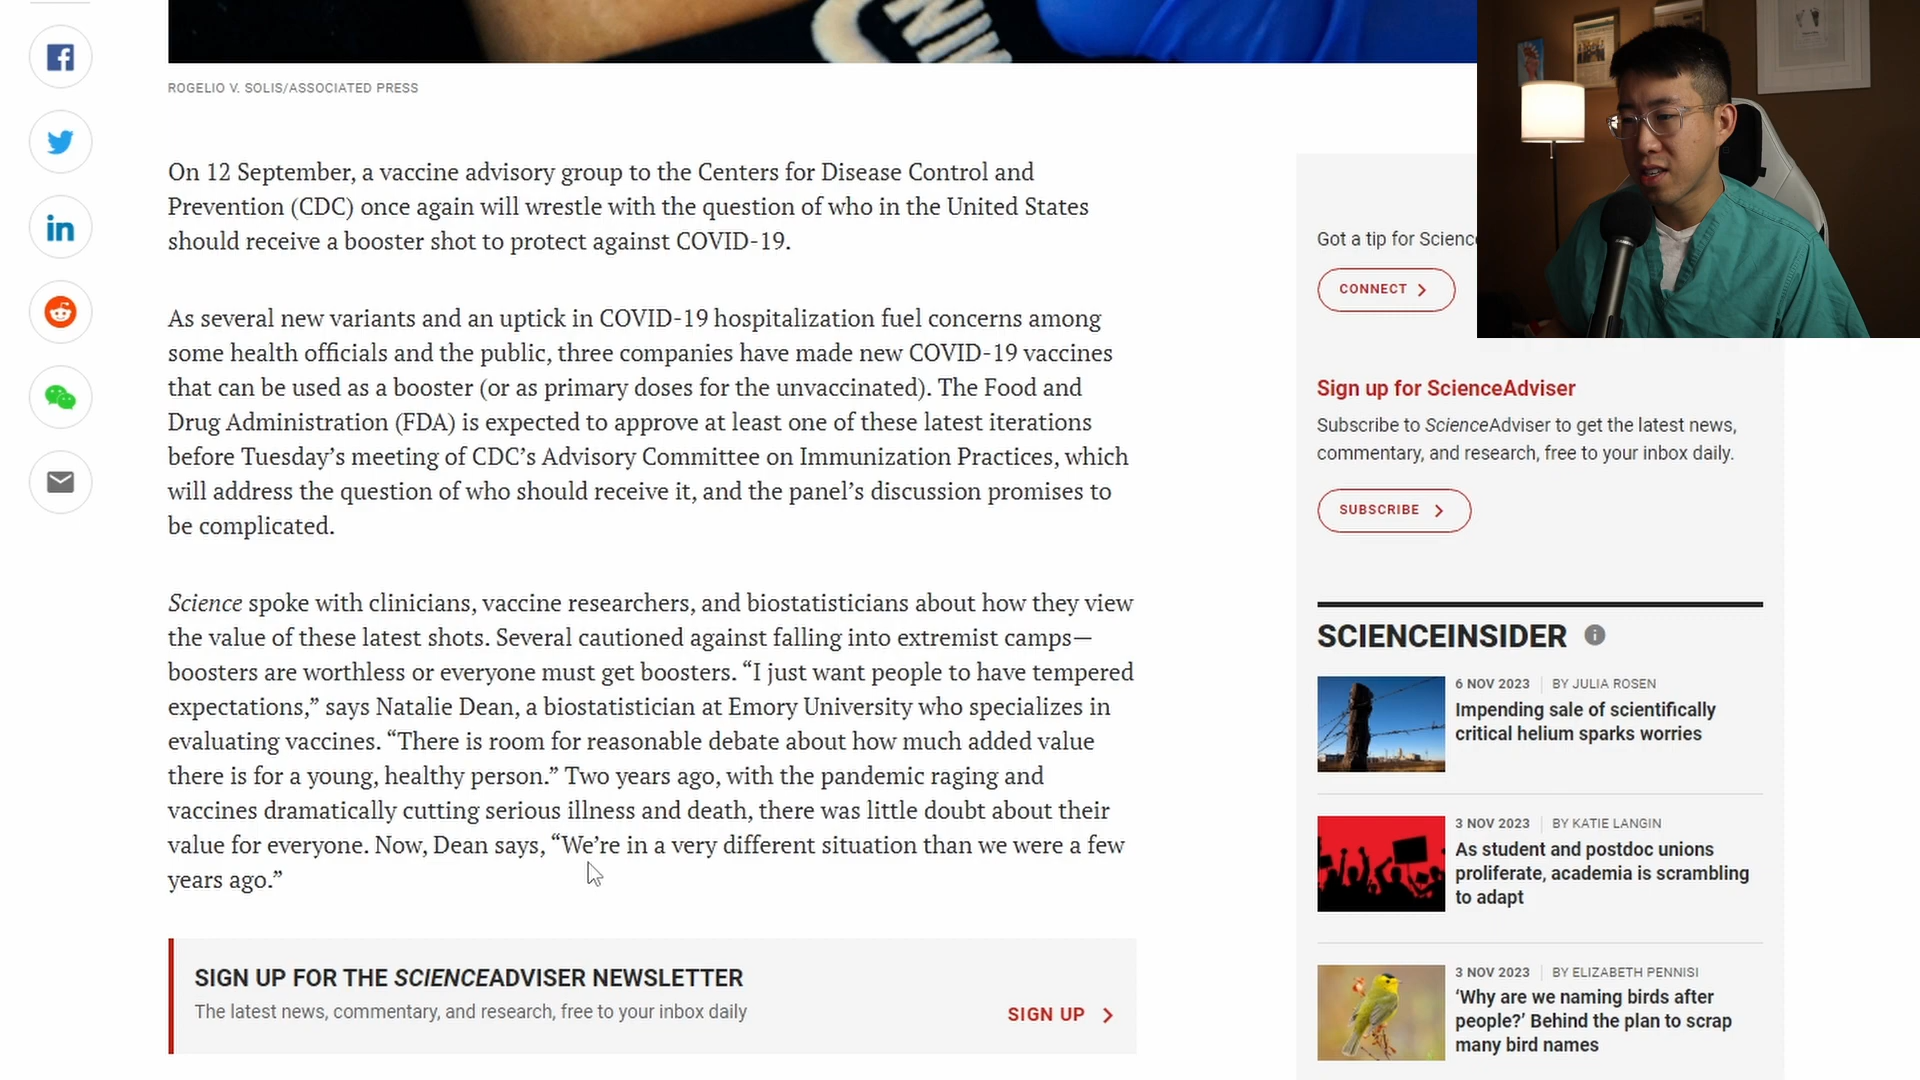 ROGELIO V. SOLIS/ASSOCIATED PRESS
On 12 September, a vaccine advisory group to the Centers for Disease Control and
Prevention (CDC) once again will wrestle with the question of who in the United States
should receive a booster shot to protect against COVID-19.
As several new variants and an uptick in COVID-19 hospitalization fuel concerns among
some health officials and the public, three companies have made new COVID-19 vaccines
that can be used as a booster (or as primary doses for the unvaccinated). The Food and
Drug Administration (FDA) is expected to approve at least one of these latest iterations
before Tuesday’s meeting of CDC’s Advisory Committee on Immunization Practices, which
will address the question of who should receive it, and the panel’s discussion promises to
be complicated.
Science spoke with clinicians, vaccine researchers, and biostatisticians about how they view
the value of these latest shots. Several cautioned against falling into extremist camps—
boosters are worthless or everyone must get boosters. “I just want people to have tempered
expectations,” says Natalie Dean, a biostatistician at Emory University who specializes in
evaluating vaccines. “There is room for reasonable debate about how much added value
there is for a young, healthy person.” Two years ago, with the pandemic raging and
vaccines dramatically cutting serious illness and death, there was little doubt about their
value for everyone. Now, Dean says, “We’re in a very different situation than we were a few
years ago.”
SIGN UP FOR THE SCIENCEADVISER NEWSLETTER
The latest news, commentary, and research, free to your inbox daily
SIGN UP
Got a tip for Scienc
CONNECT
Sign up for ScienceAdviser
Subscribe to ScienceAdviser to get the latest news,
commentary, and research, free to your inbox daily.
SUBSCRIBE
SCIENCEINSIDER
6 NOV 2023 BY JULIA ROSEN
Impending sale of scientifically
critical helium sparks worries
3 NOV 2023 BY KATIE LANGIN
As student and postdoc unions
proliferate, academia is scrambling
to adapt
3 NOV 2023 BY ELIZABETH PENNISI
‘Why are we naming birds after
people?’ Behind the plan to scrap
many bird names